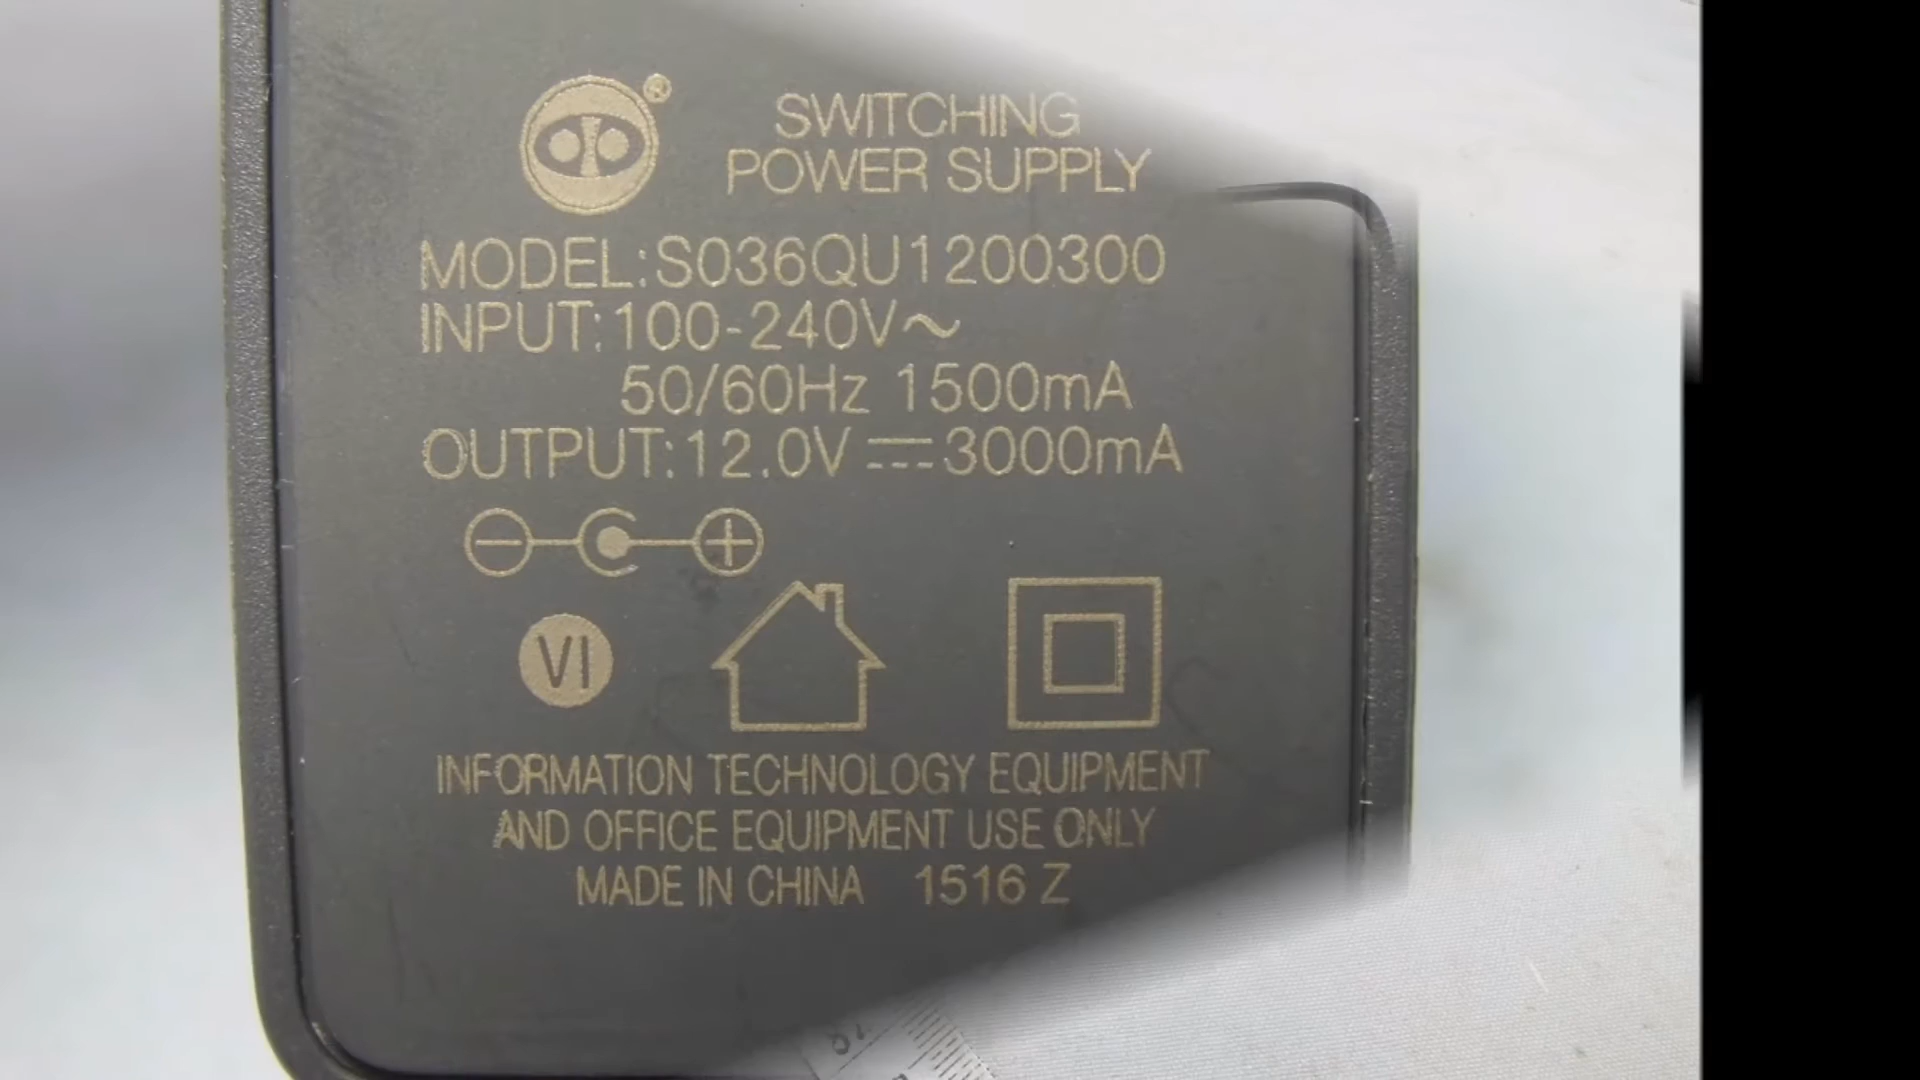 SWITCHING
POWER SUPPLY
MODEL:S036QU1200300
INPUT:100-240V~
50/60Hz 1500mA
OUTPUT:12.0V⎓3000mA
VI
INFORMATION TECHNOLOGY EQUIPMENT
AND OFFICE EQUIPMENT USE ONLY
MADE IN CHINA 1516 Z